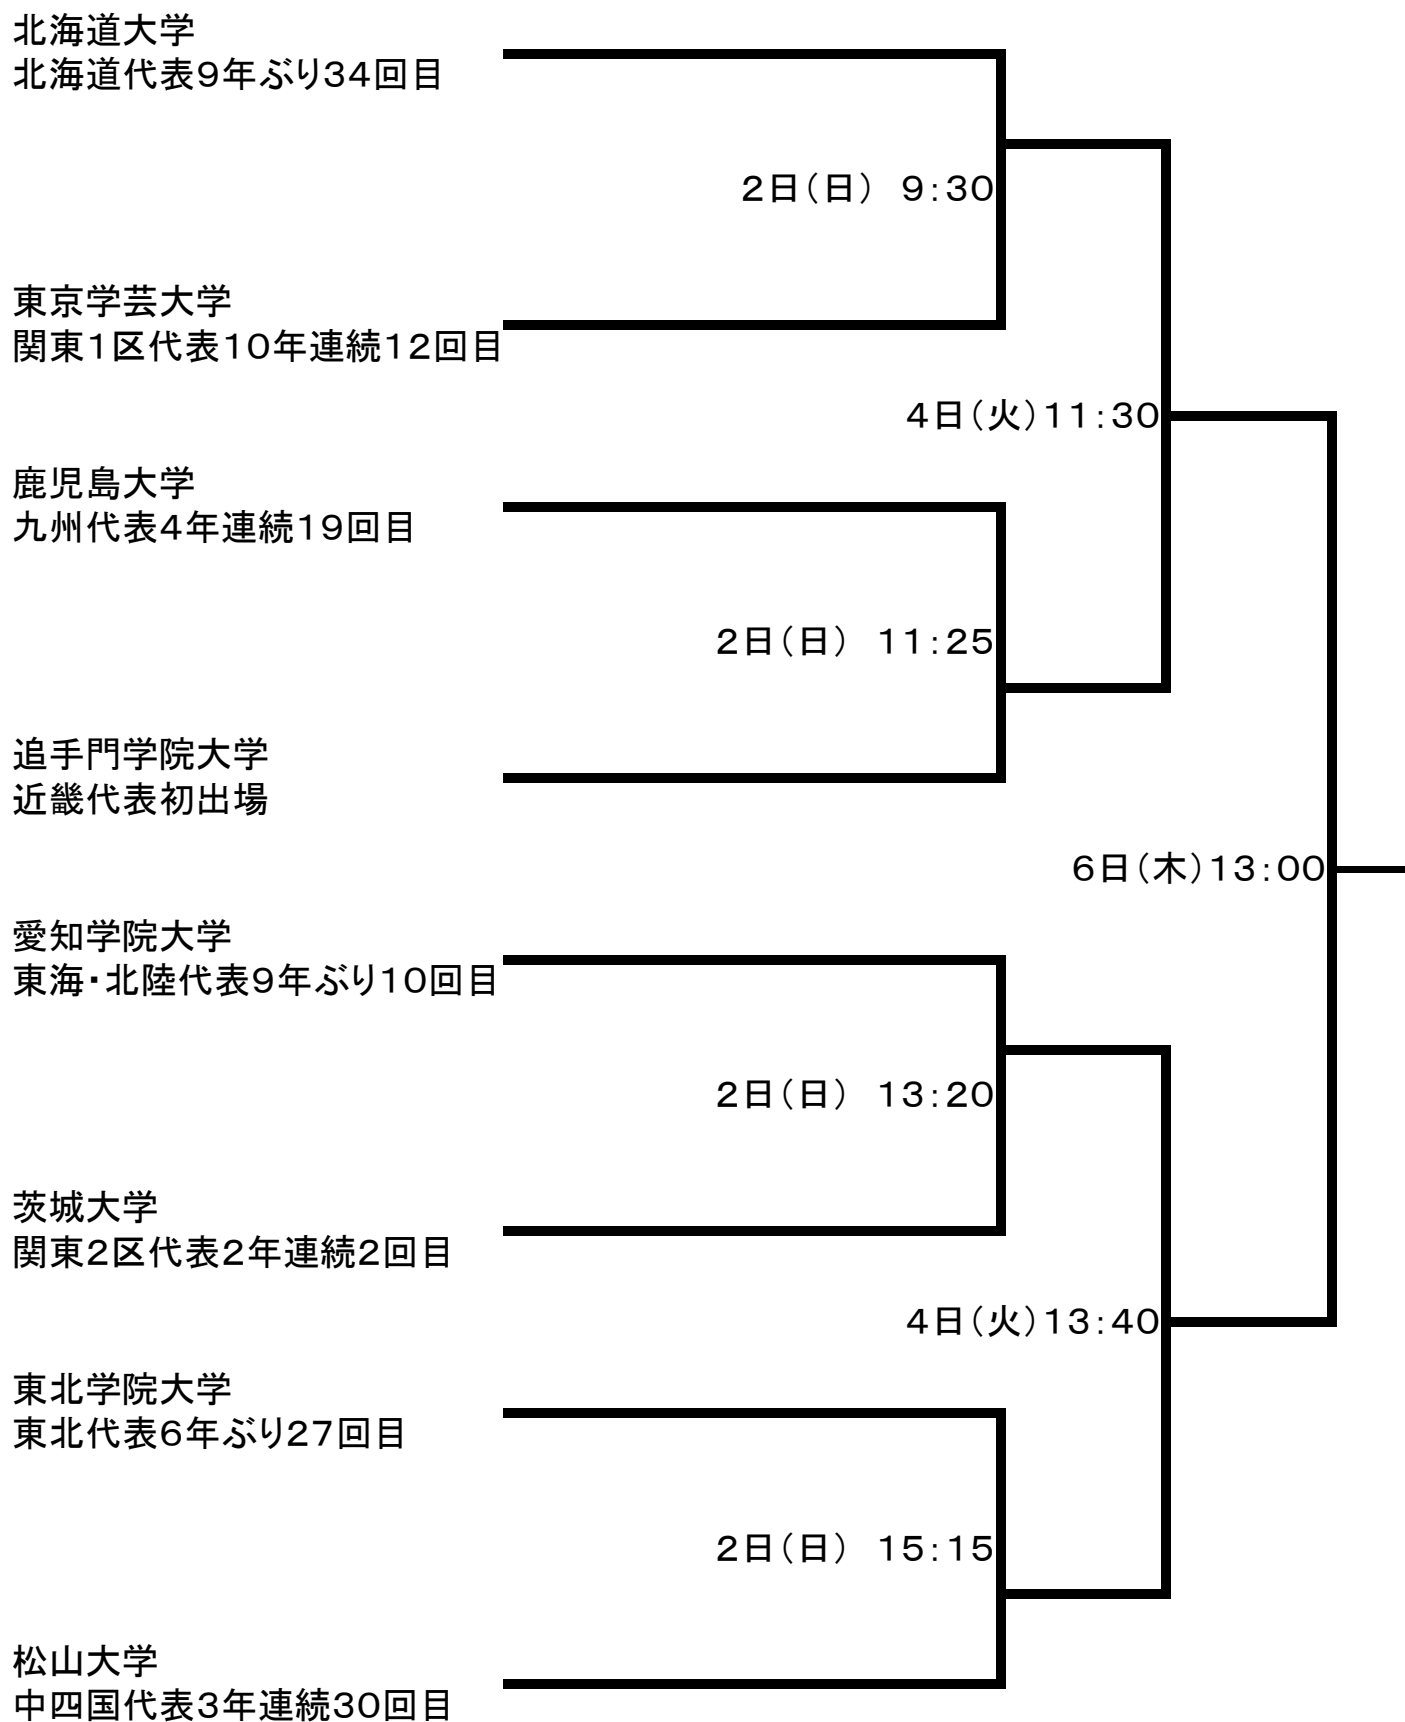 北海道大学
北海道代表9年ぶり34回目
2日(日)　9:30
東京学芸大学
関東1区代表10年連続12回目
4日(火)11:30
鹿児島大学
九州代表4年連続19回目
2日(日)　11:25
追手門学院大学
近畿代表初出場
6日(木)13:00
愛知学院大学
東海・北陸代表9年ぶり10回目
2日(日)　13:20
茨城大学
関東2区代表2年連続2回目
4日(火)13:40
東北学院大学
東北代表6年ぶり27回目
2日(日)　15:15
松山大学
中四国代表3年連続30回目